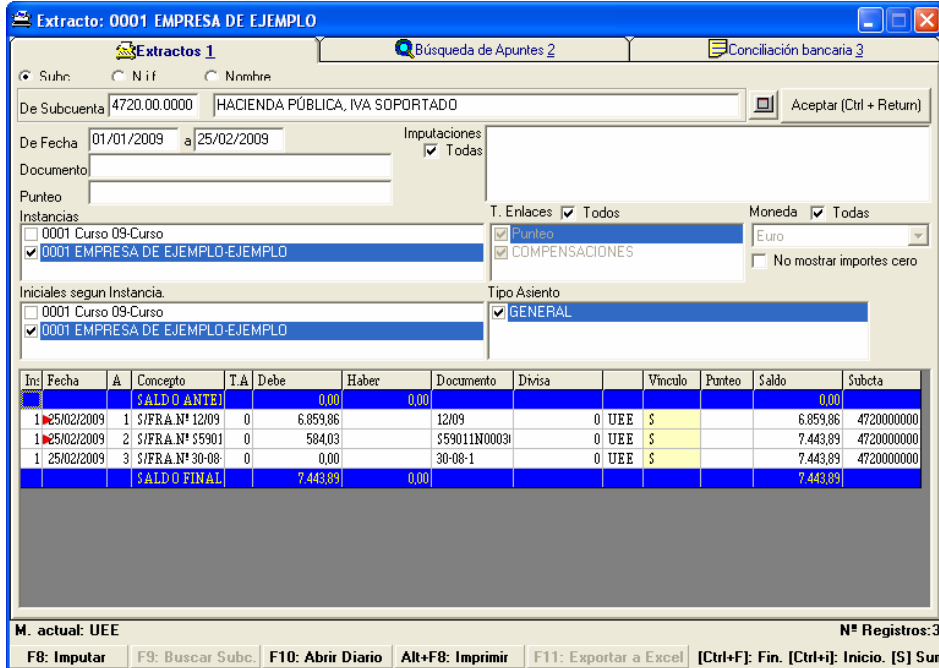 Extracto: 0001 EMPRESA DE EJEMPLO
Extractos 1 Búsqueda de Apuntes 2 Conciliación bancaria 3
Subc N.i.f Nombre
De Subcuenta 4720.00.0000 HACIENDA PÚBLICA, IVA SOPORTADO Aceptar (Ctrl + Return)
De Fecha 01/01/2009 a 25/02/2009 Imputaciones
Todas
Documento
Punteo
Instancias T. Enlaces Todos Moneda Todas
0001 Curso 09-Curso Punteo Euro
0001 EMPRESA DE EJEMPLO-EJEMPLO COMPENSACIONES
No mostrar importes cero
Iniciales segun Instancia. Tipo Asiento
0001 Curso 09-Curso GENERAL
0001 EMPRESA DE EJEMPLO-EJEMPLO
In: Fecha A Concepto T.A Debe Haber Documento Divisa Vínculo Punteo Saldo Subcta
SALDO ANTE 0,00 0,00 0,00
1 25/02/2009 1 S/FRA.Nº 12/09 0 6.859,86 12/09 0 UEE S 6.859,86 4720000000
1 25/02/2009 2 S/FRA.Nº S5901 0 584,03 S59011N000 0 UEE S 7.443,89 4720000000
1 25/02/2009 3 S/FRA.Nº 30-08- 0 0,00 30-08-1 0 UEE S 7.443,89 4720000000
SALDO FINAL 7.443,89 0,00 7.443,89
M. actual: UEE Nº Registros:3
F8: Imputar F9: Buscar Subc. F10: Abrir Diario Alt+F8: Imprimir F11: Exportar a Excel [Ctrl+F]: Fin. [Ctrl+i]: Inicio. [S] Sum